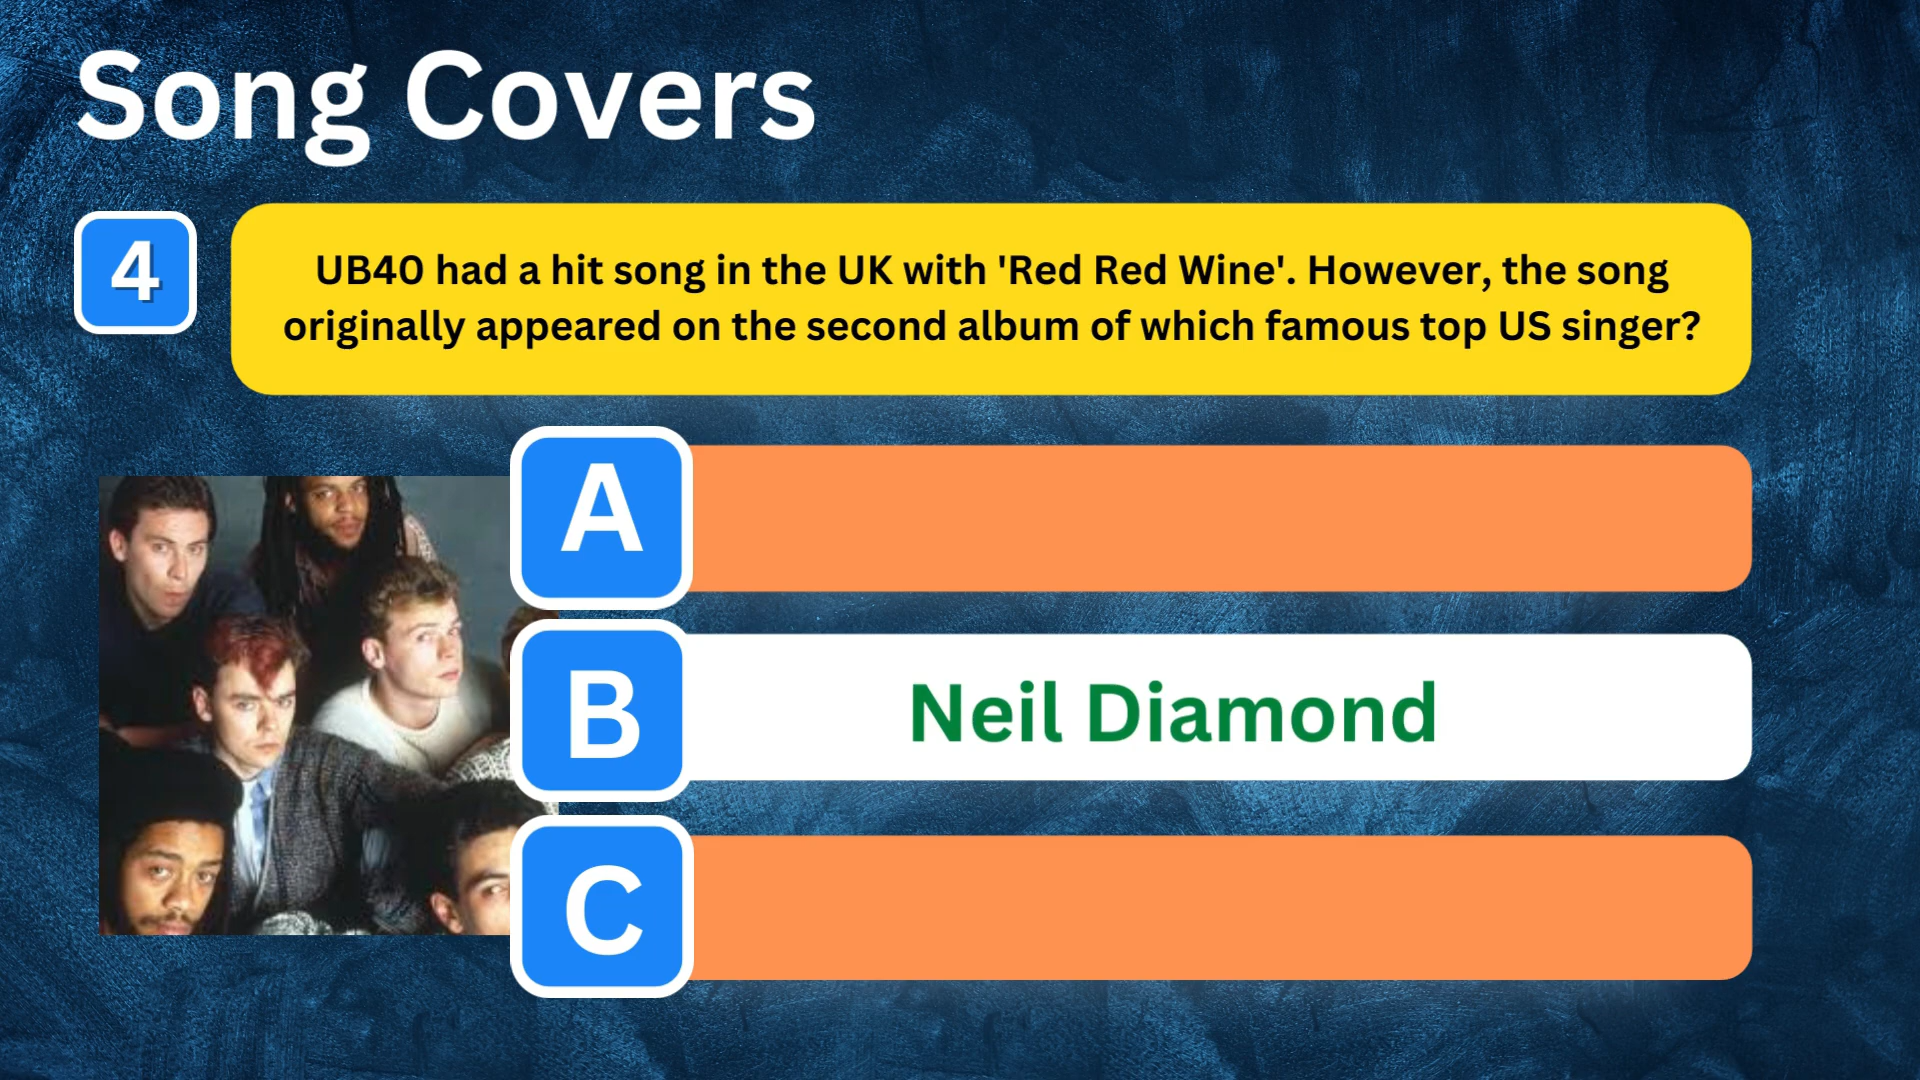 Song Covers
4
UB40 had a hit song in the UK with 'Red Red Wine'. However, the song
originally appeared on the second album of which famous top US singer?
A
B
Neil Diamond
C